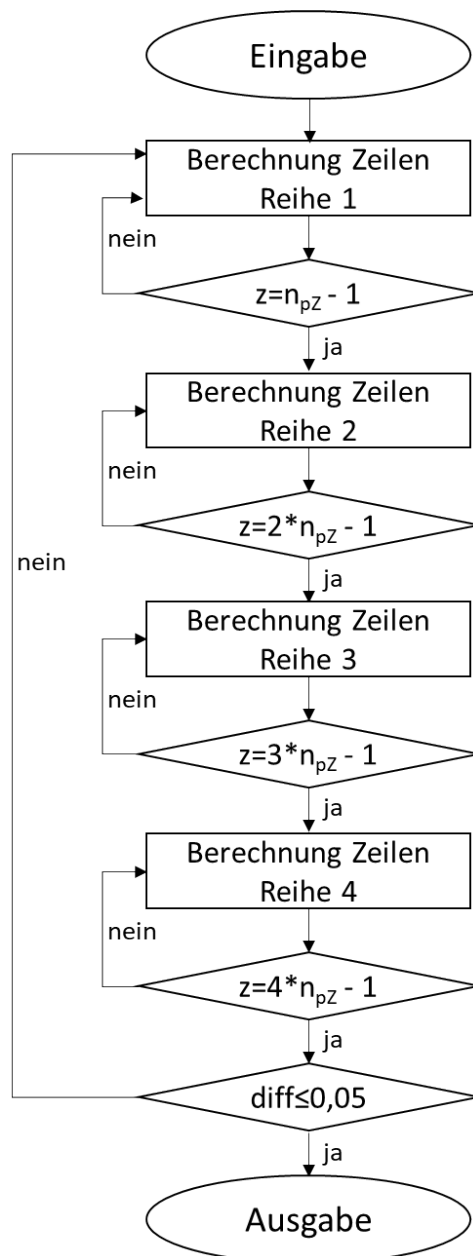 Eingabe
Berechnung Zeilen
Reihe 1
nein
z=n_pZ - 1
ja
Berechnung Zeilen
Reihe 2
nein
z=2*n_pZ - 1
nein
ja
Berechnung Zeilen
Reihe 3
nein
z=3*n_pZ - 1
ja
Berechnung Zeilen
Reihe 4
nein
z=4*n_pZ - 1
ja
diff≤0,05
ja
Ausgabe